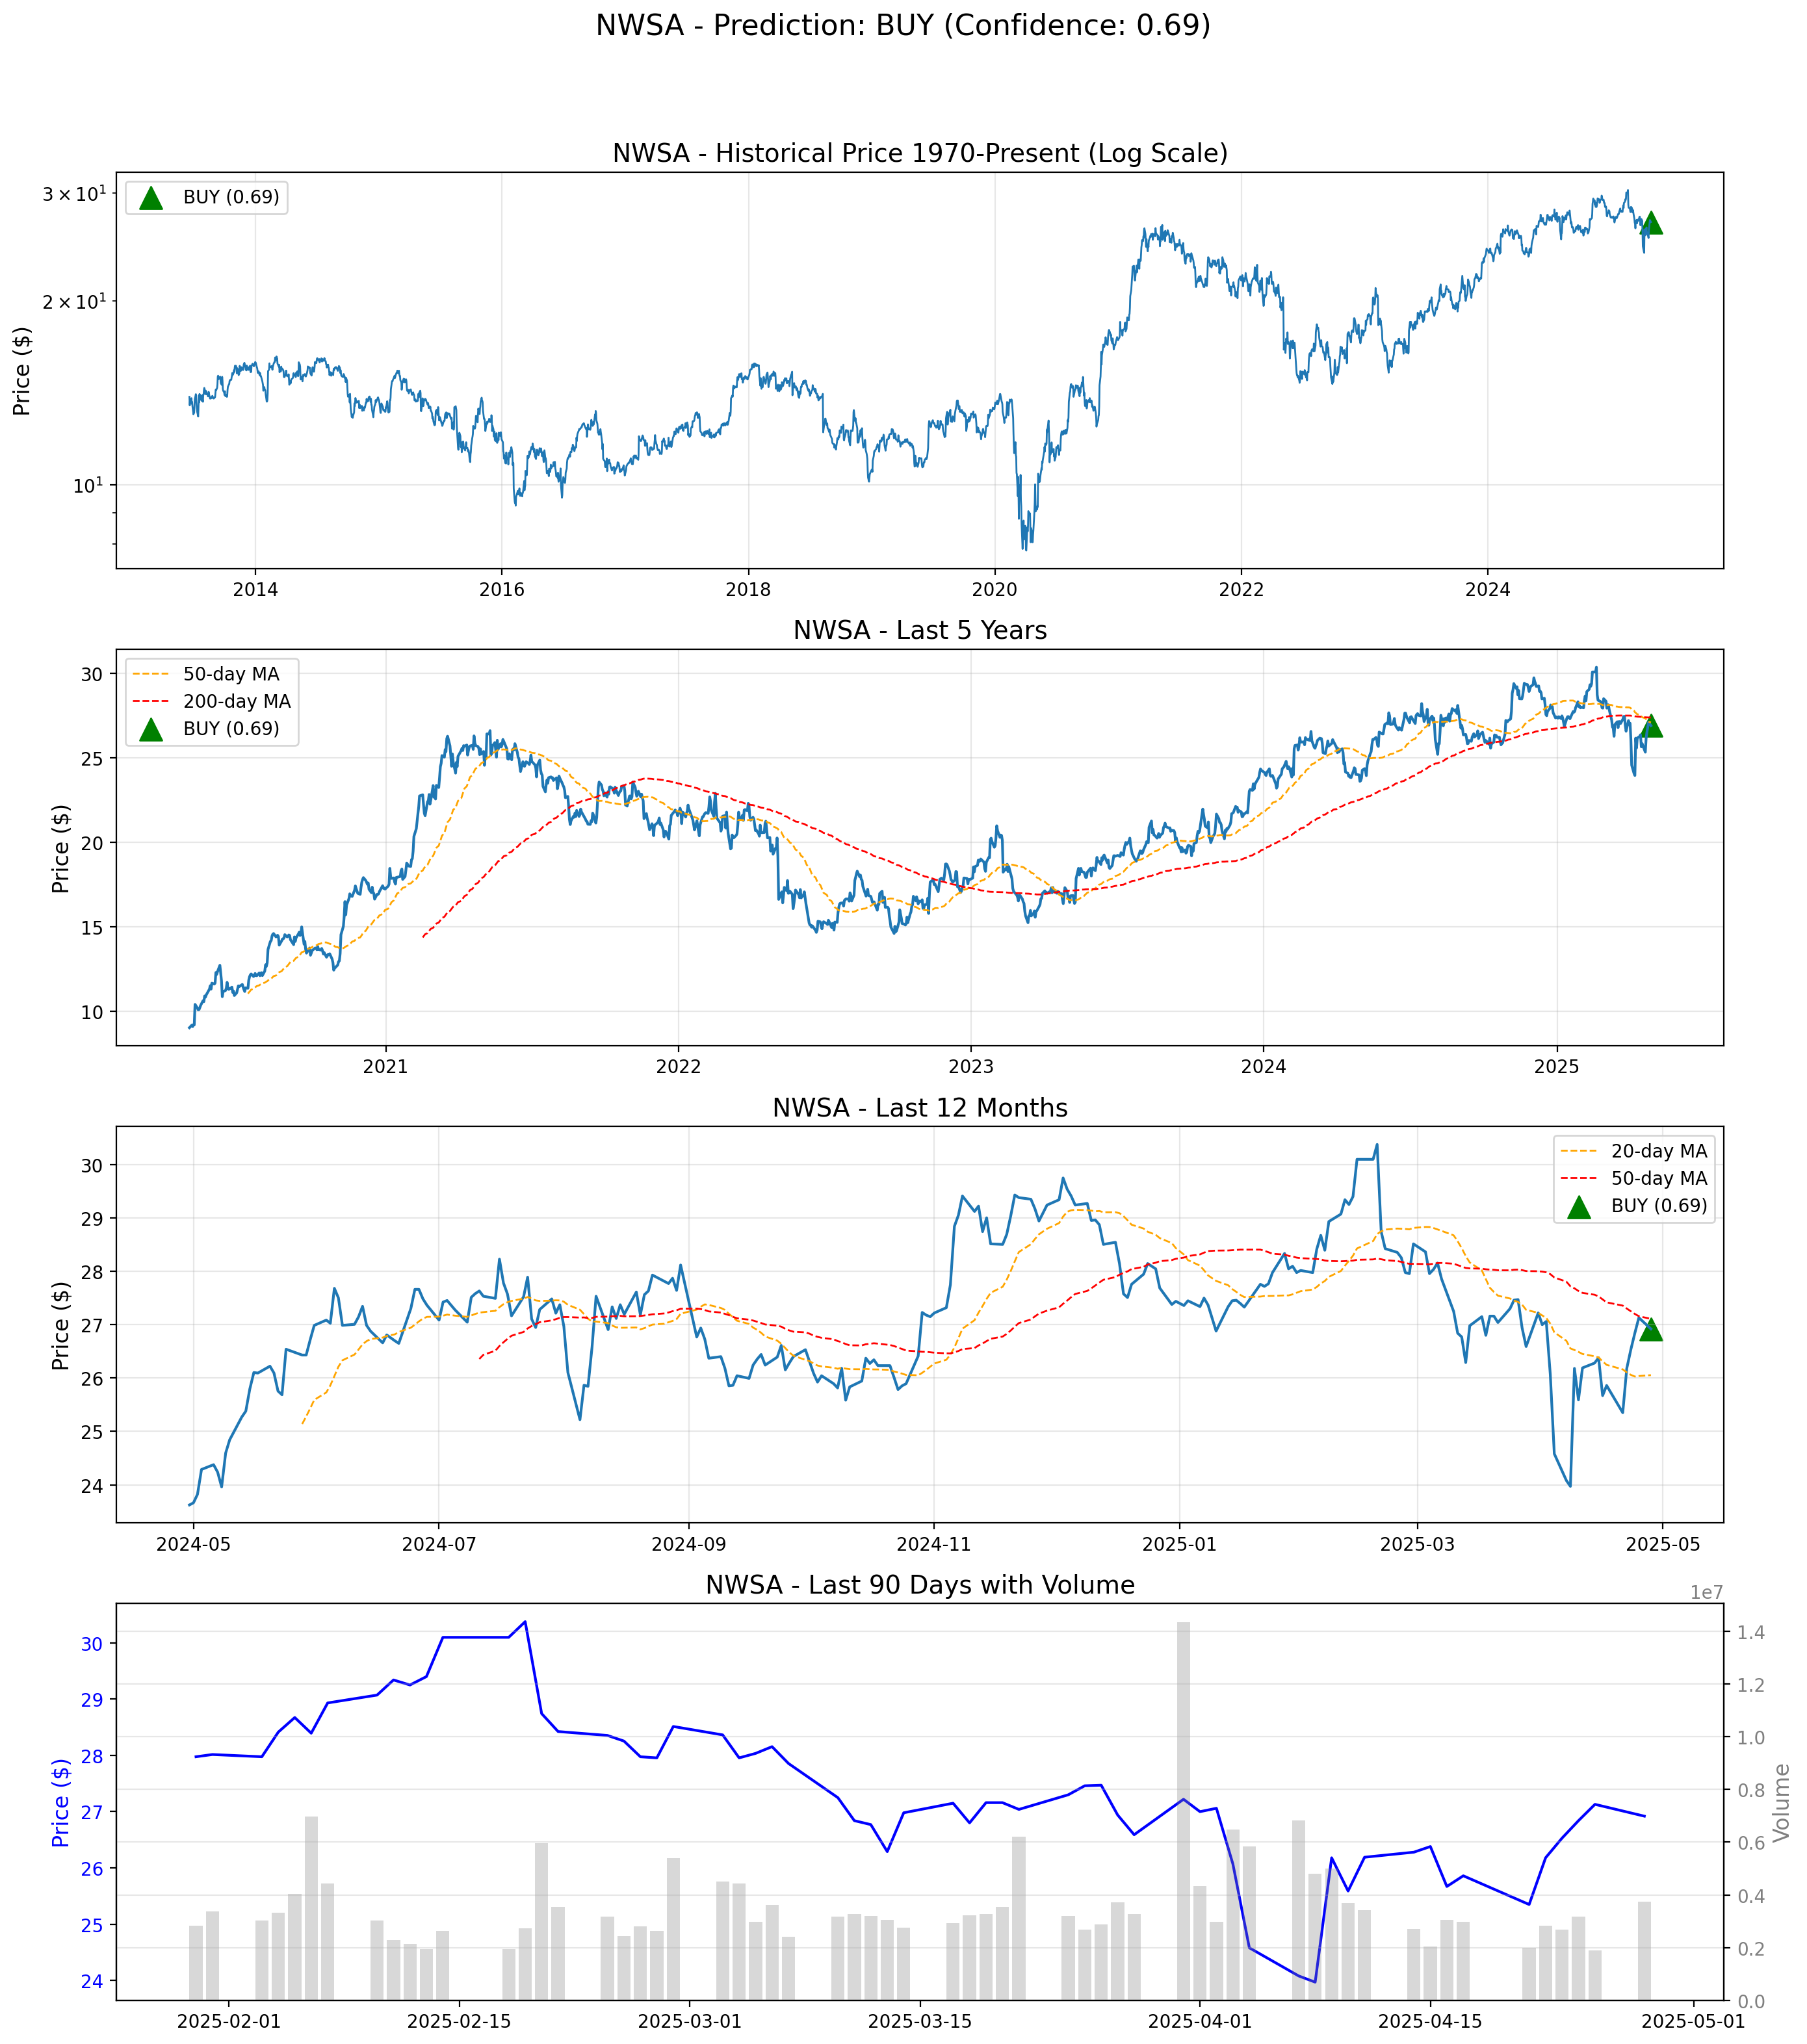 NWSA - Prediction: BUY (Confidence: 0.69)
NWSA - Historical Price 1970-Present (Log Scale)
BUY (0.69)
Price ($)
3 × 10¹
2 × 10¹
10¹
2014 2016 2018 2020 2022 2024
NWSA - Last 5 Years
50-day MA
200-day MA
BUY (0.69)
Price ($)
30
25
20
15
10
2021 2022 2023 2024 2025
NWSA - Last 12 Months
20-day MA
50-day MA
BUY (0.69)
Price ($)
30
29
28
27
26
25
24
2024-05 2024-07 2024-09 2024-11 2025-01 2025-03 2025-05
NWSA - Last 90 Days with Volume
1e7
Price ($)
30
29
28
27
26
25
24
1.4
1.2
1.0
0.8
0.6
0.4
0.2
0.0
Volume
2025-02-01 2025-02-15 2025-03-01 2025-03-15 2025-04-01 2025-04-15 2025-05-01